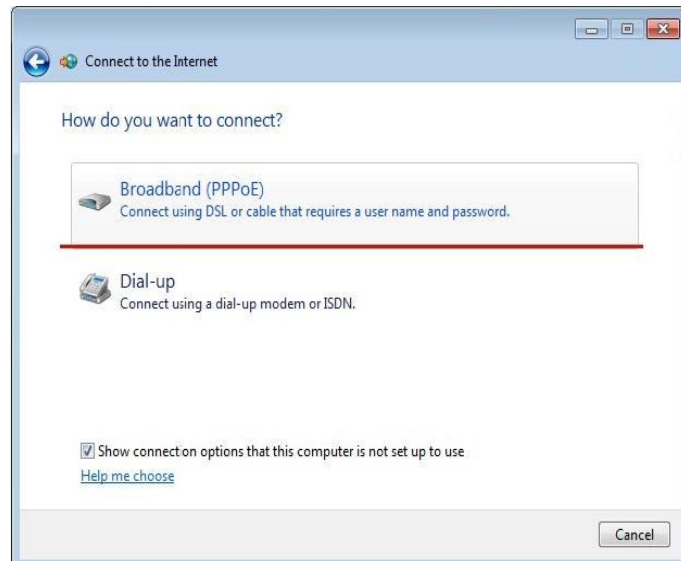 Connect to the Internet
How do you want to connect?
Broadband (PPPoE)
Connect using DSL or cable that requires a user name and password.
Dial-up
Connect using a dial-up modem or ISDN.
Show connection options that this computer is not set up to use
Help me choose
Cancel